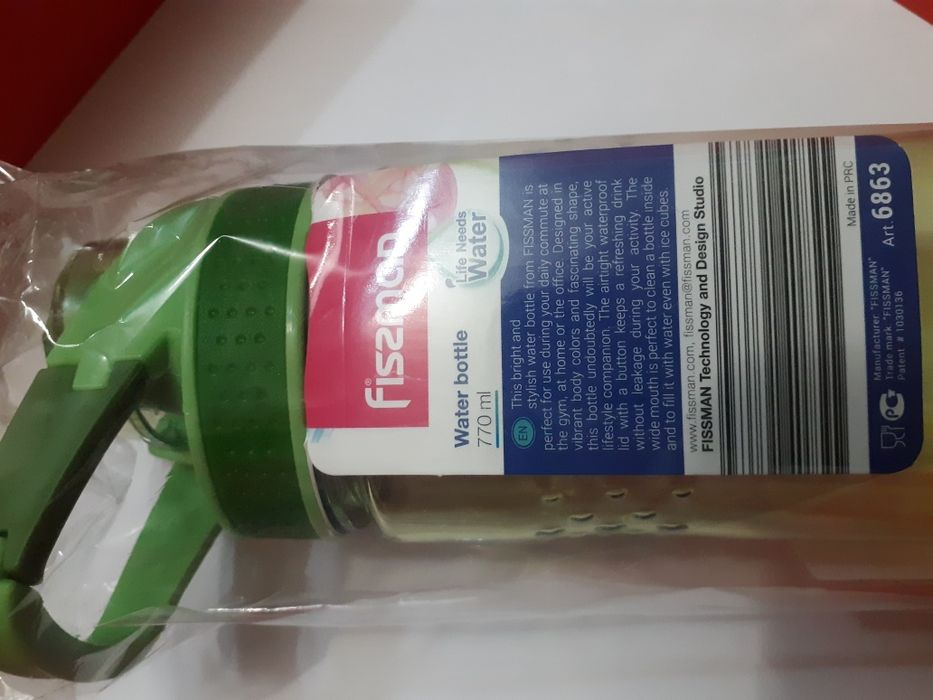 fissman®
Life Needs
Water
Water bottle
770 ml
EN
This bright and
stylish water bottle from FISSMAN is
perfect for use during your daily commute at
the gym, at home or the office. Designed in
vibrant body colors and fascinating shape,
this bottle undoubtedly will be your active
lifestyle companion. The airtight waterproof
lid with a button keeps a refreshing drink
without leakage during your activity. The
wide mouth is perfect to clean a bottle inside
and to fill it with water even with ice cubes.
www.fissman.com, fissman@fissman.com
FISSMAN Technology and Design Studio
Made in PRC
Manufacturer "FISSMAN"
Trade mark "FISSMAN"
Patent # 1030136
Art. 6863